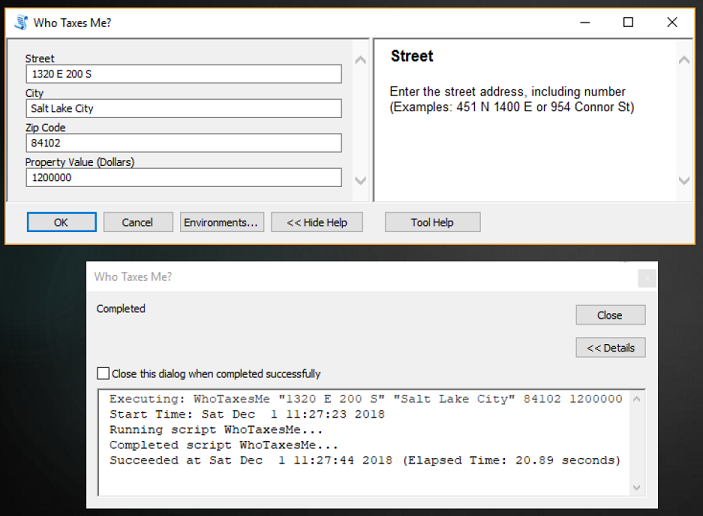 Who Taxes Me?
Street
1320 E 200 S
City
Salt Lake City
Zip Code
84102
Property Value (Dollars)
1200000
Street
Enter the street address, including number
(Examples: 451 N 1400 E or 954 Connor St)
OK
Cancel
Environments...
<< Hide Help
Tool Help
Who Taxes Me?
Completed
Close
<< Details
Close this dialog when completed successfully
Executing: WhoTaxesMe "1320 E 200 S" "Salt Lake City" 84102 1200000
Start Time: Sat Dec  1 11:27:23 2018
Running script WhoTaxesMe...
Completed script WhoTaxesMe...
Succeeded at Sat Dec  1 11:27:44 2018 (Elapsed Time: 20.89 seconds)